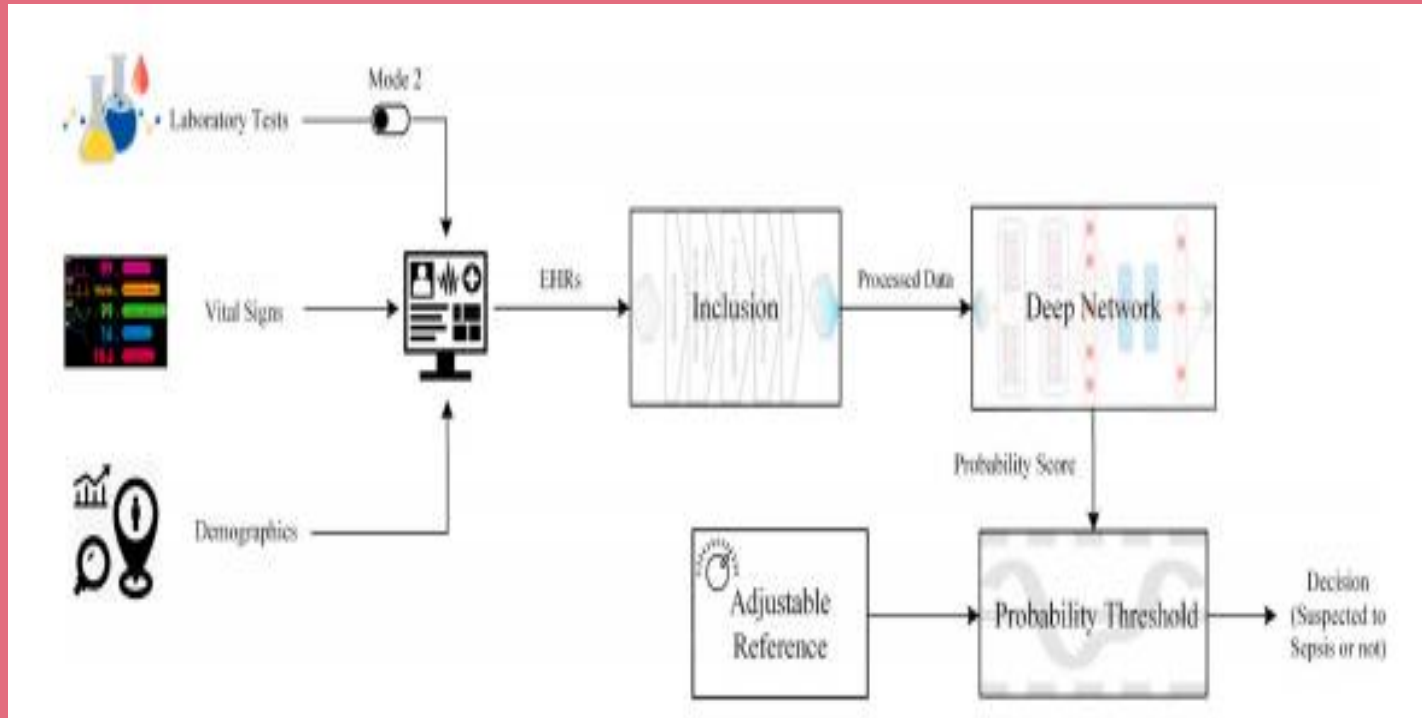 Mode 2
Laboratory Tests
Vital Signs
EHRs
Inclusion
Processed Data
Deep Network
Probability Score
Demographics
Adjustable
Reference
Probability Threshold
Decision
(Suspected to
Sepsis or not)